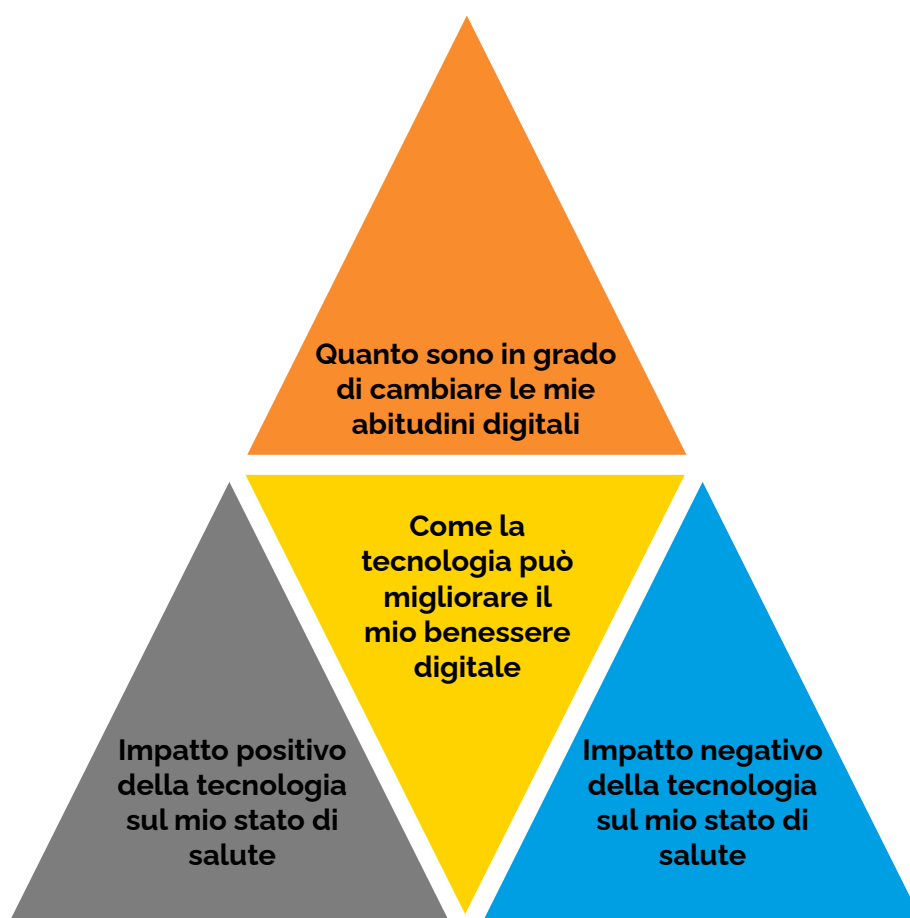 Quanto sono in grado
di cambiare le mie
abitudini digitali
Come la
tecnologia può
migliorare il
mio benessere
digitale
Impatto positivo
della tecnologia
sul mio stato di
salute
Impatto negativo
della tecnologia
sul mio stato di
salute